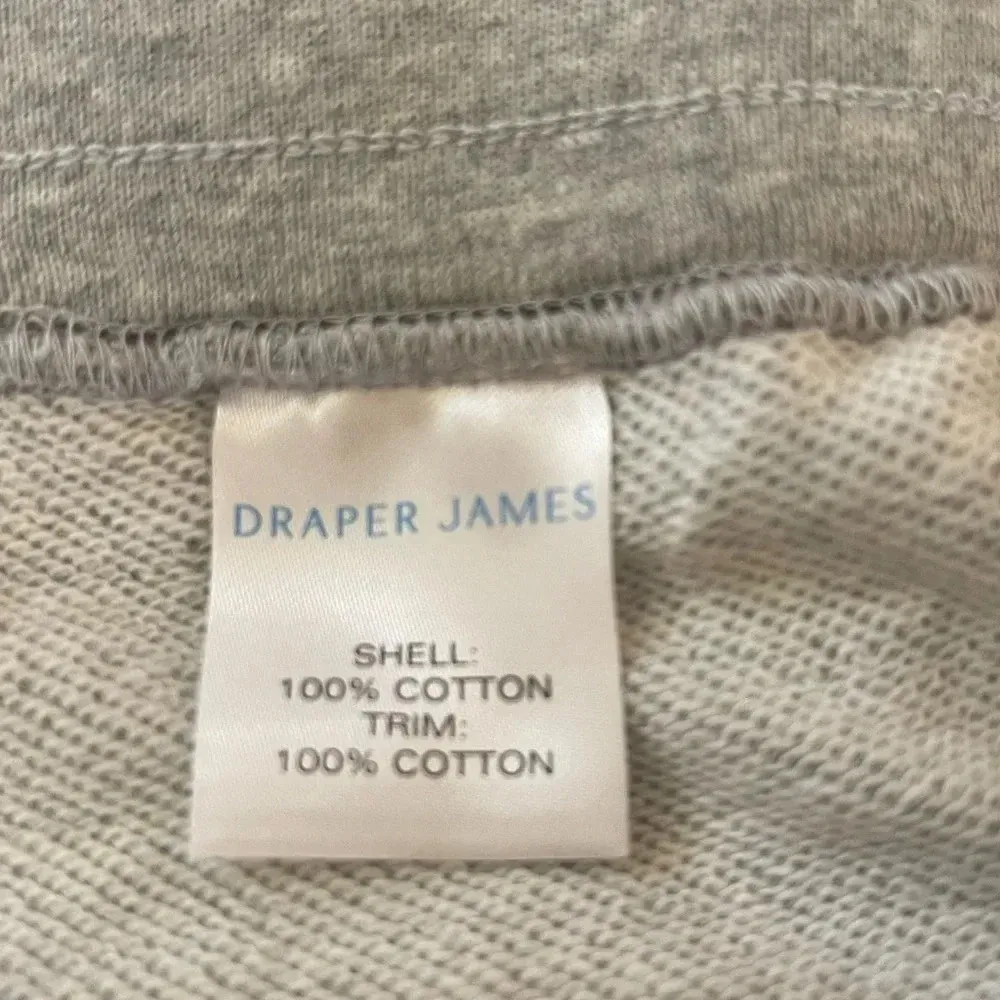 DRAPER JAMES
SHELL:
100% COTTON
TRIM:
100% COTTON